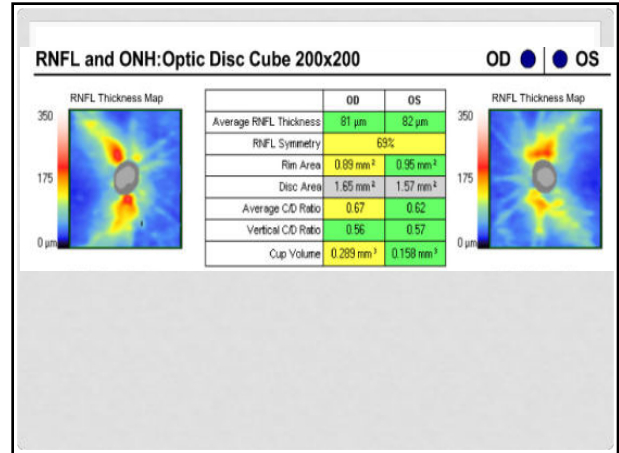 RNFL and ONH:Optic Disc Cube 200x200 OD OS
RNFL Thickness Map
350
175
0 µm
OD OS
Average RNFL Thickness 81 µm 82 µm
RNFL Symmetry 69%
Rim Area 0.89 mm² 0.95 mm²
Disc Area 1.65 mm² 1.57 mm²
Average C/D Ratio 0.67 0.62
Vertical C/D Ratio 0.56 0.57
Cup Volume 0.289 mm³ 0.158 mm³
RNFL Thickness Map
350
175
0 µm